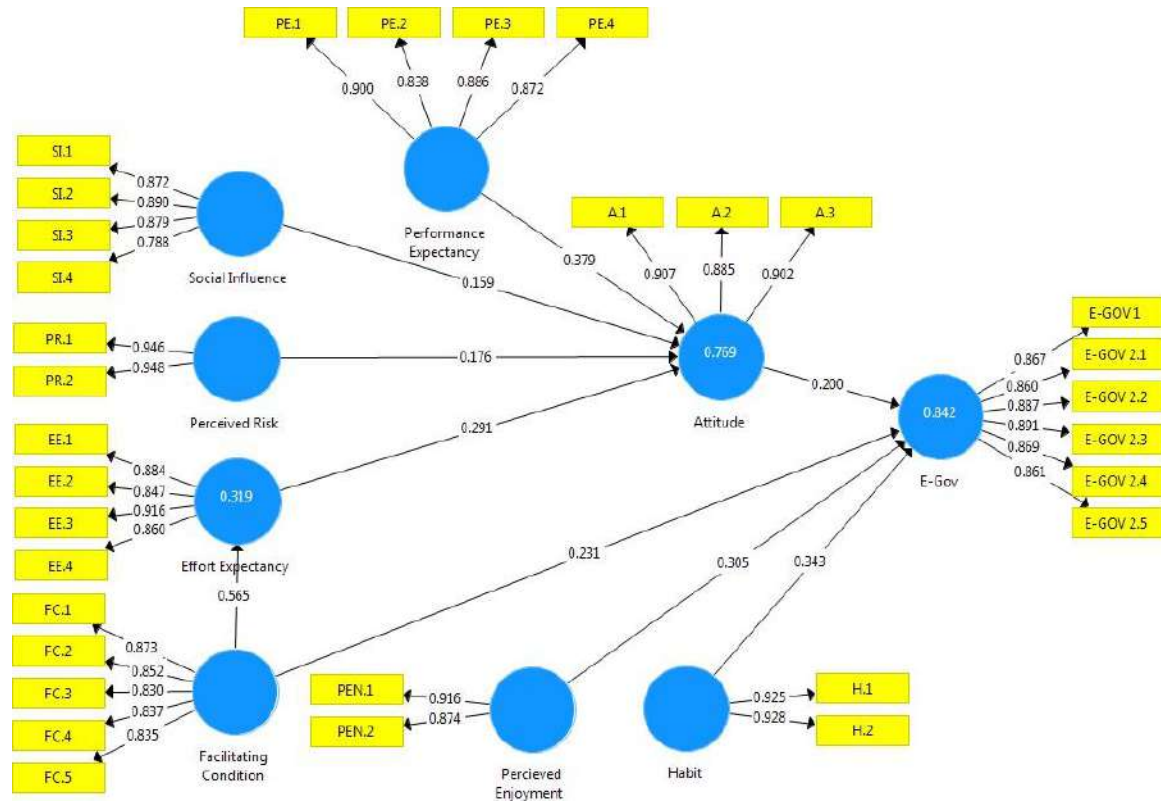 PE.1
PE.2
PE.3
PE.4
0.900
0.838
0.886
0.872
Performance
Expectancy
SI.1
SI.2
SI.3
SI.4
0.872
0.890
0.879
0.788
Social Influence
0.379
0.159
A.1
A.2
A.3
0.907
0.885
0.902
0.769
Attitude
PR.1
PR.2
0.946
0.948
Perceived Risk
0.176
0.200
E-GOV 1
E-GOV 2.1
E-GOV 2.2
E-GOV 2.3
E-GOV 2.4
E-GOV 2.5
0.867
0.860
0.887
0.891
0.869
0.861
0.842
E-Gov
EE.1
EE.2
EE.3
EE.4
0.884
0.847
0.916
0.860
0.319
Effort Expectancy
0.291
0.565
0.231
0.305
0.343
FC.1
FC.2
FC.3
FC.4
FC.5
0.873
0.852
0.830
0.837
0.835
Facilitating
Condition
PEN.1
PEN.2
0.916
0.874
Percieved
Enjoyment
Habit
0.925
0.928
H.1
H.2